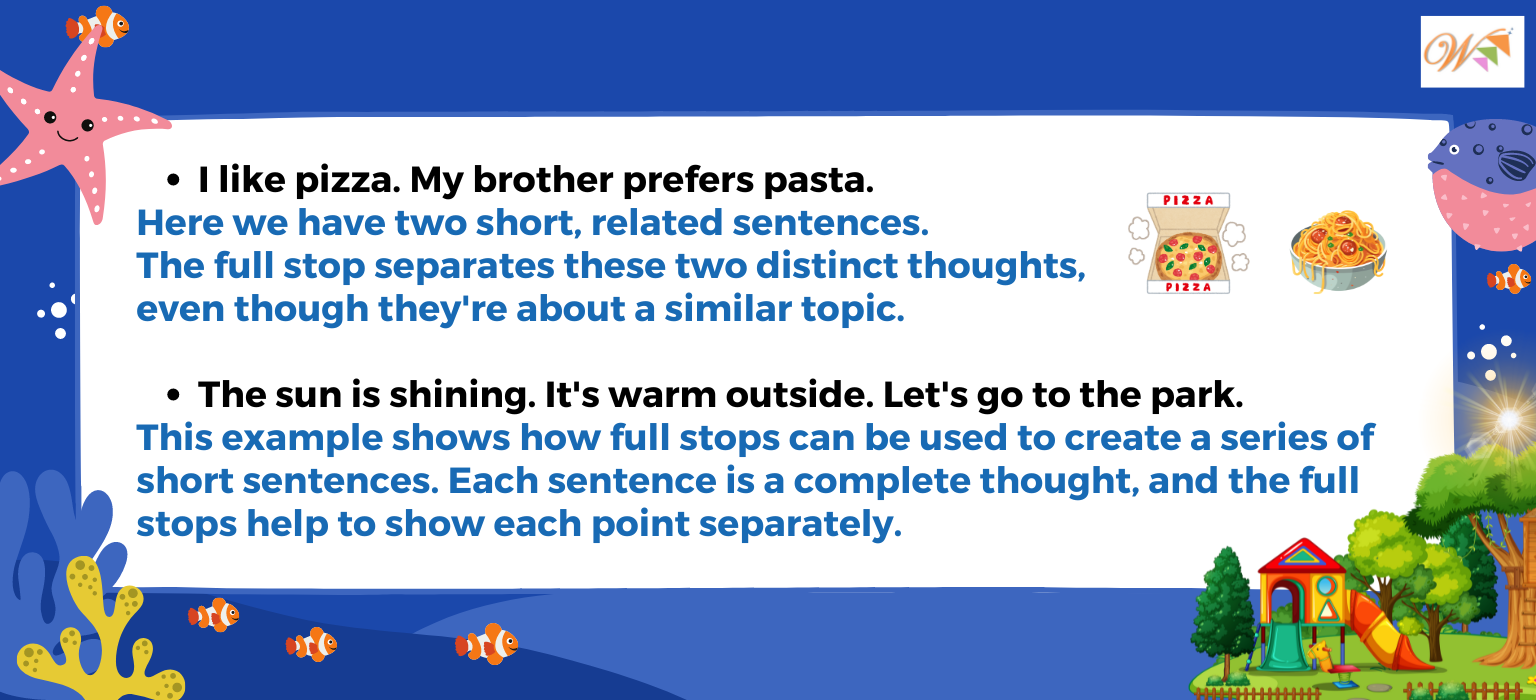 • I like pizza. My brother prefers pasta.
Here we have two short, related sentences.
The full stop separates these two distinct thoughts,
even though they're about a similar topic.
PIZZA
PIZZA
• The sun is shining. It's warm outside. Let's go to the park.
This example shows how full stops can be used to create a series of
short sentences. Each sentence is a complete thought, and the full
stops help to show each point separately.
W